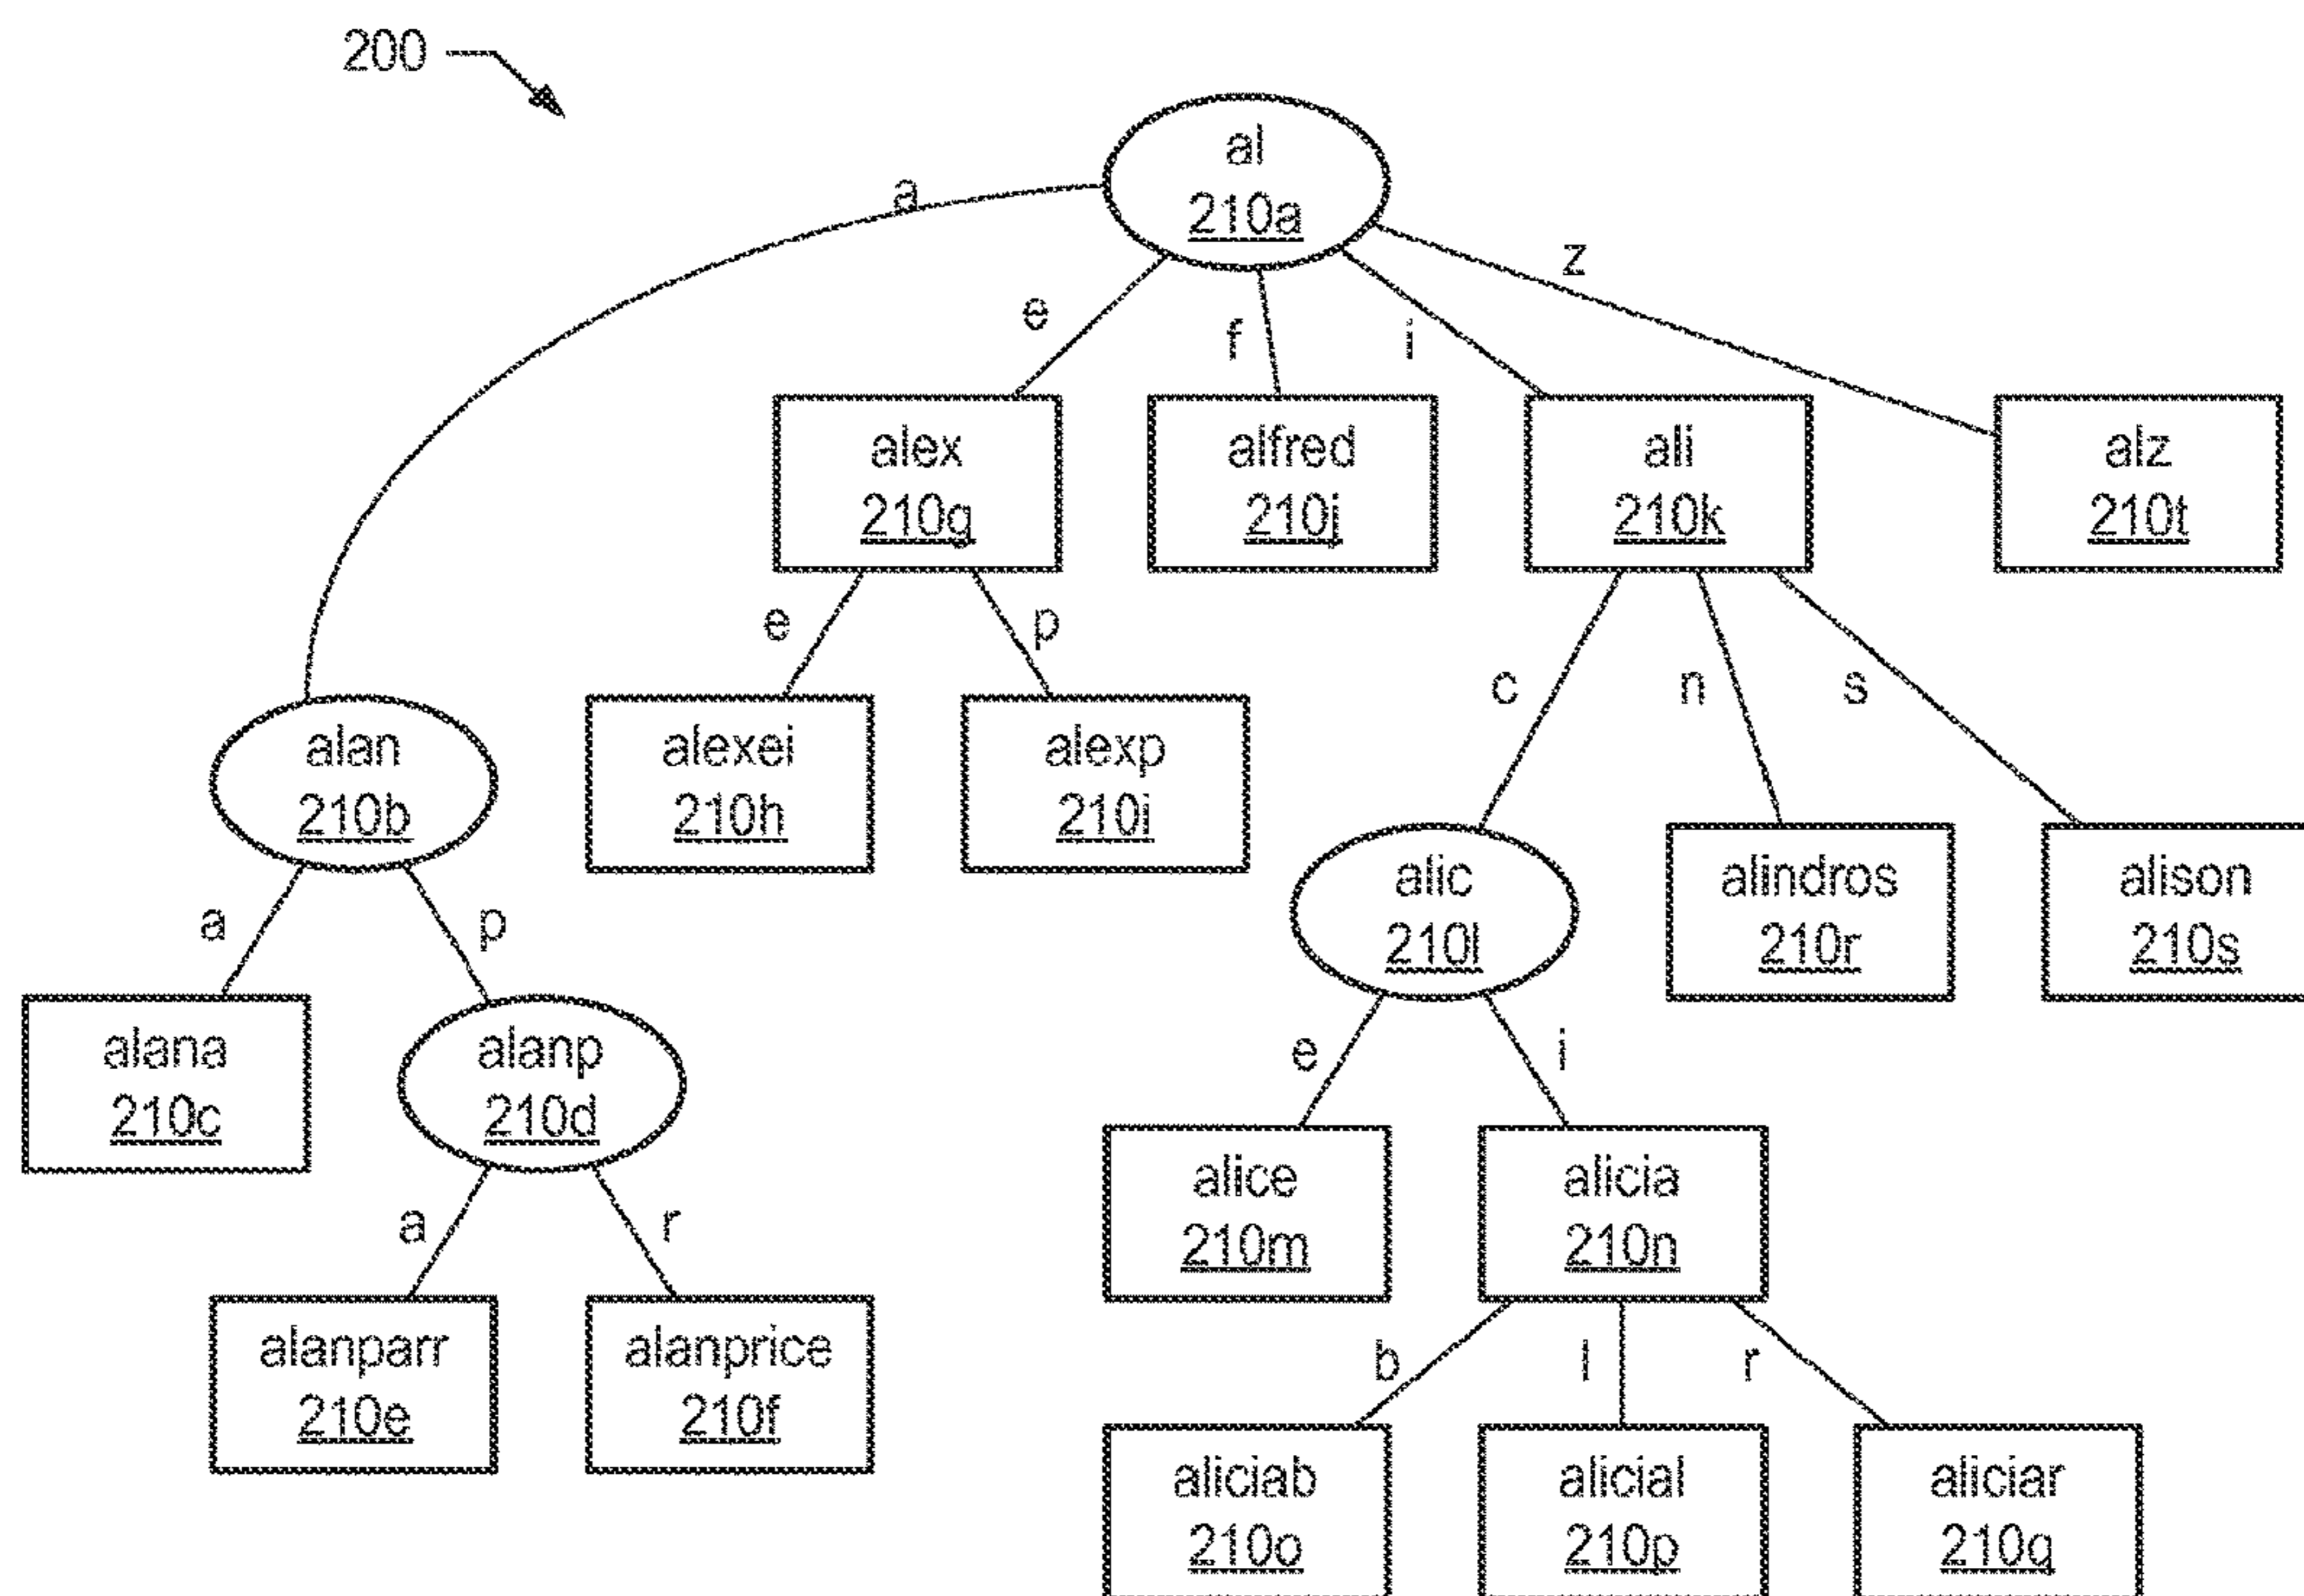 200
al
210a
a
e
f
i
z
alex
210g
alfred
210j
ali
210k
alz
210t
e
p
c
n
s
alan
210b
alexei
210h
alexp
210i
alic
210l
alindros
210r
alison
210s
a
p
e
i
alana
210c
alanp
210d
alice
210m
alicia
210n
a
r
b
l
r
alanparr
210e
alanprice
210f
aliciab
210o
alicial
210p
aliciar
210q